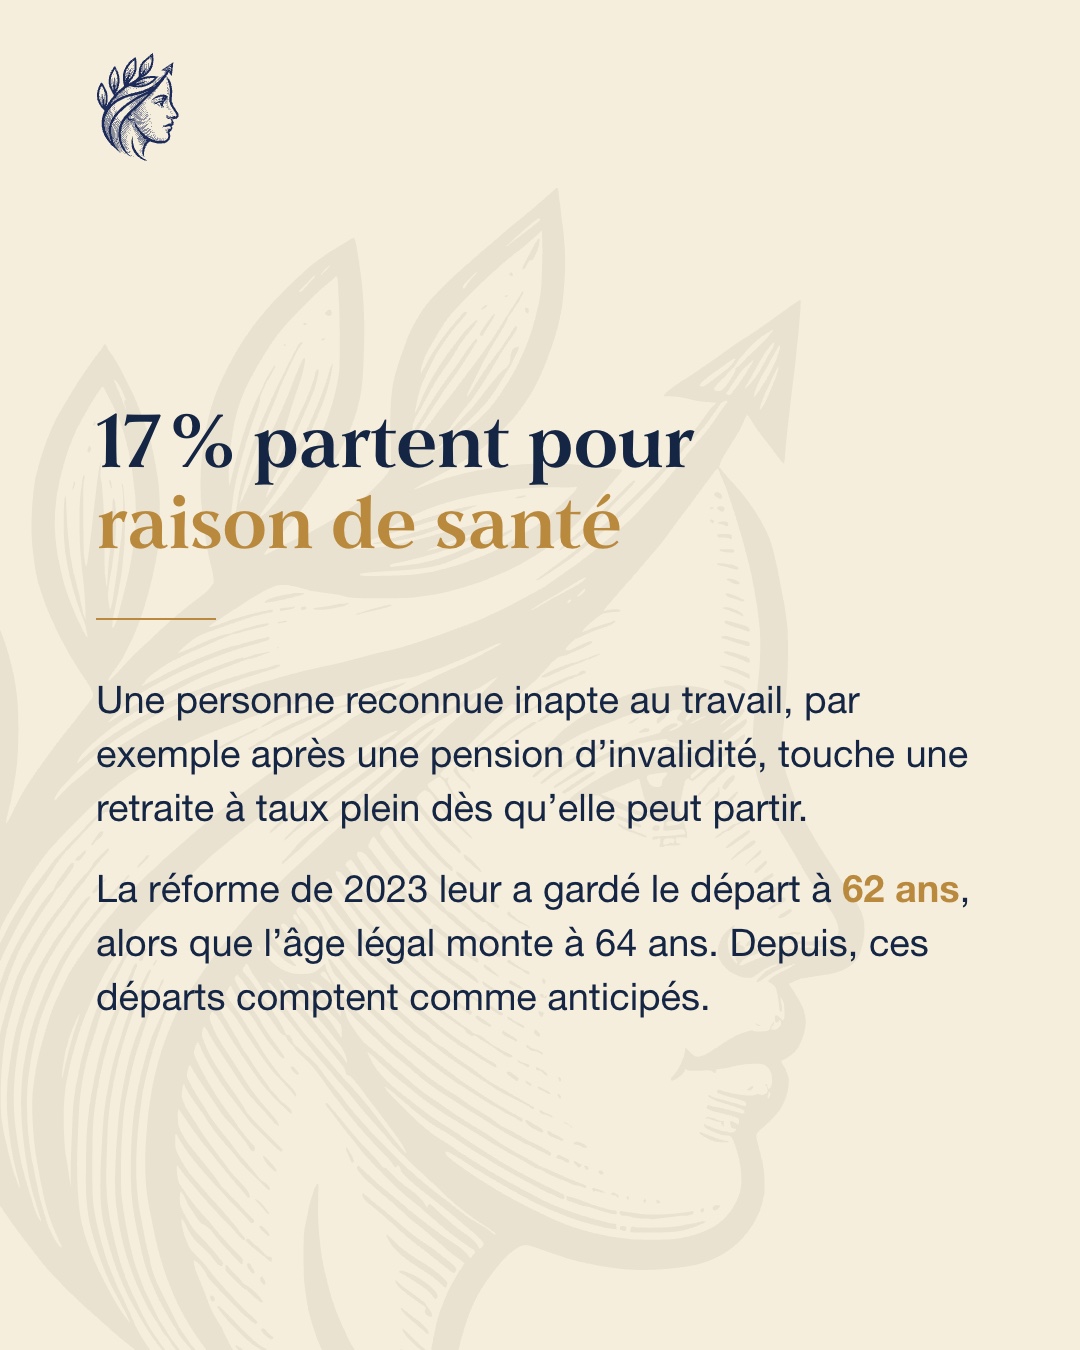 17 % partent pour
raison de santé
Une personne reconnue inapte au travail, par
exemple après une pension d’invalidité, touche une
retraite à taux plein dès qu’elle peut partir.
La réforme de 2023 leur a gardé le départ à 62 ans,
alors que l’âge légal monte à 64 ans. Depuis, ces
départs comptent comme anticipés.